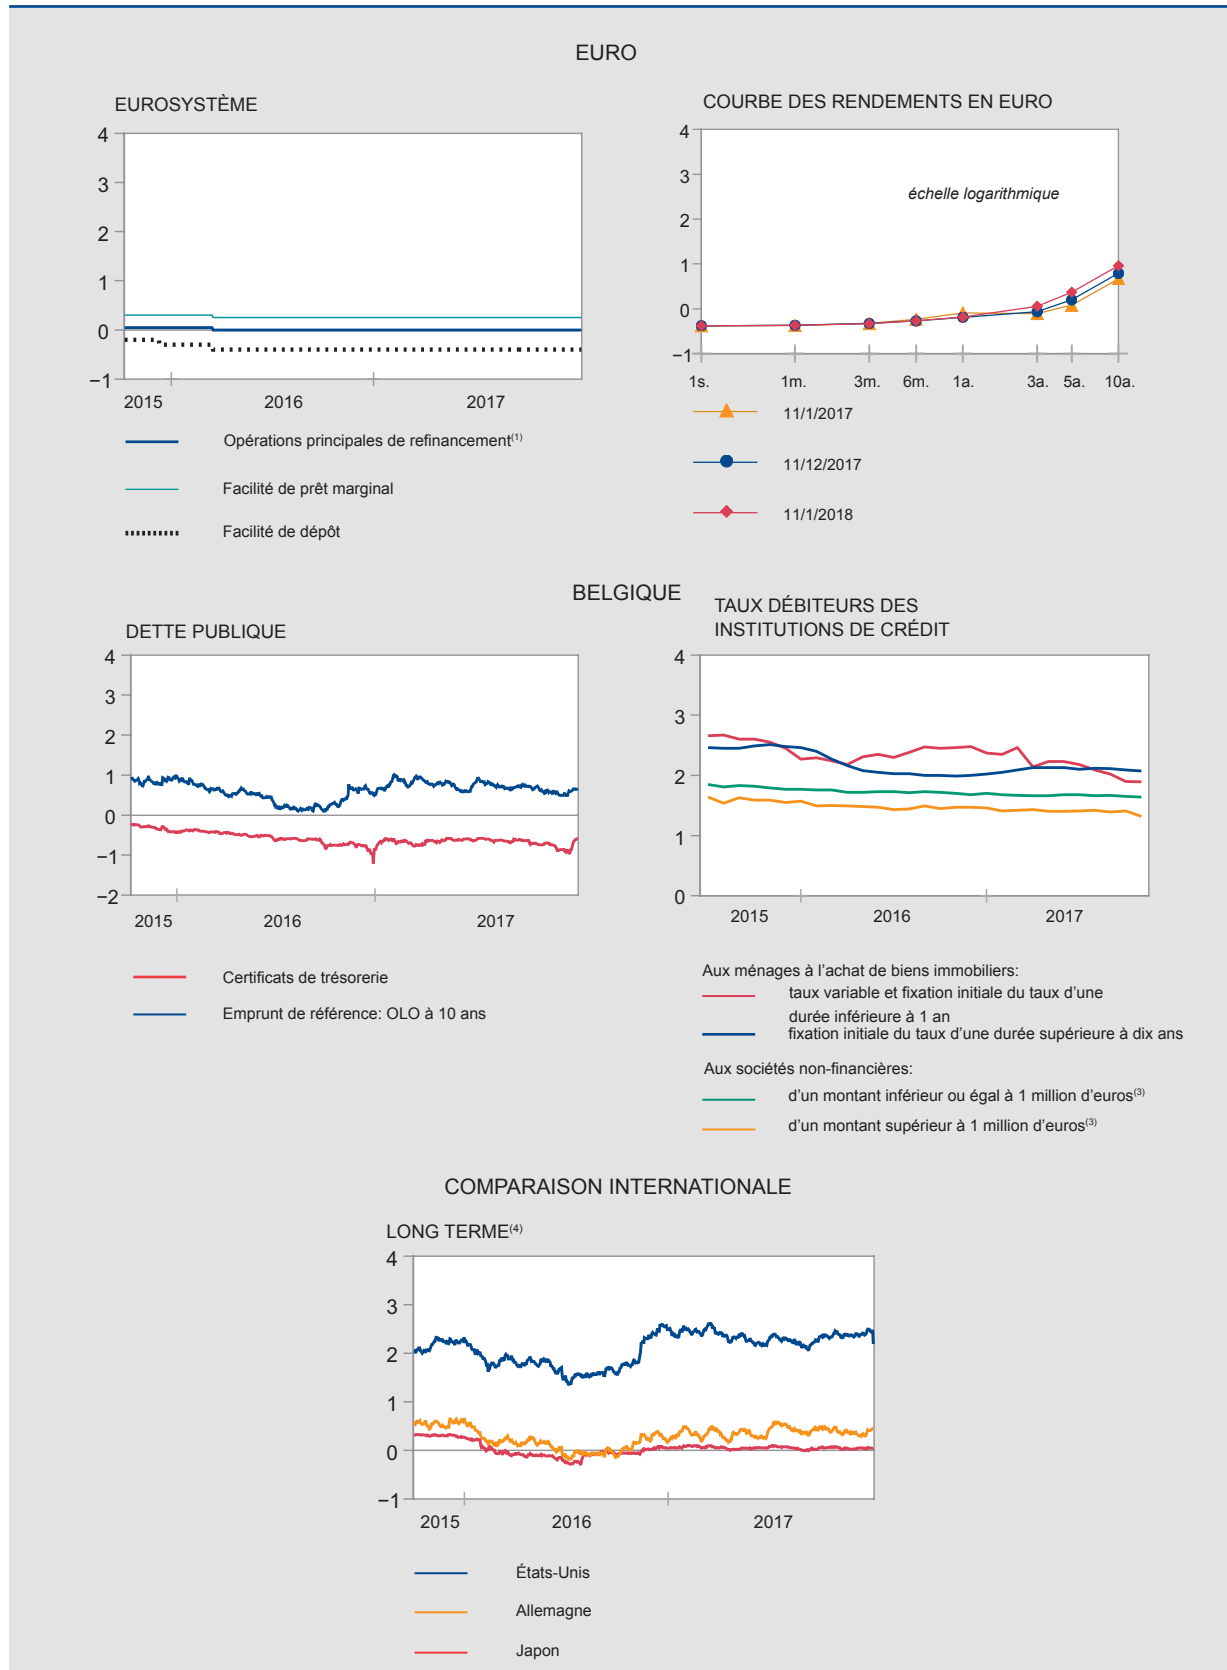 EURO
EUROSYSTÈME
4
3
2
1
0
−1
2015 2016 2017
Opérations principales de refinancement(1)
Facilité de prêt marginal
Facilité de dépôt
COURBE DES RENDEMENTS EN EURO
4
3
2
1
0
−1
échelle logarithmique
1s. 1m. 3m. 6m. 1a. 3a. 5a. 10a.
11/1/2017
11/12/2017
11/1/2018
BELGIQUE
DETTE PUBLIQUE
4
3
2
1
0
−1
−2
2015 2016 2017
Certificats de trésorerie
Emprunt de référence: OLO à 10 ans
TAUX DÉBITEURS DES
INSTITUTIONS DE CRÉDIT
4
3
2
1
0
2015 2016 2017
Aux ménages à l'achat de biens immobiliers:
taux variable et fixation initiale du taux d'une
durée inférieure à 1 an
fixation initiale du taux d'une durée supérieure à dix ans
Aux sociétés non-financières:
d'un montant inférieur ou égal à 1 million d'euros(3)
d'un montant supérieur à 1 million d'euros(3)
COMPARAISON INTERNATIONALE
LONG TERME(4)
4
3
2
1
0
−1
2015 2016 2017
États-Unis
Allemagne
Japon